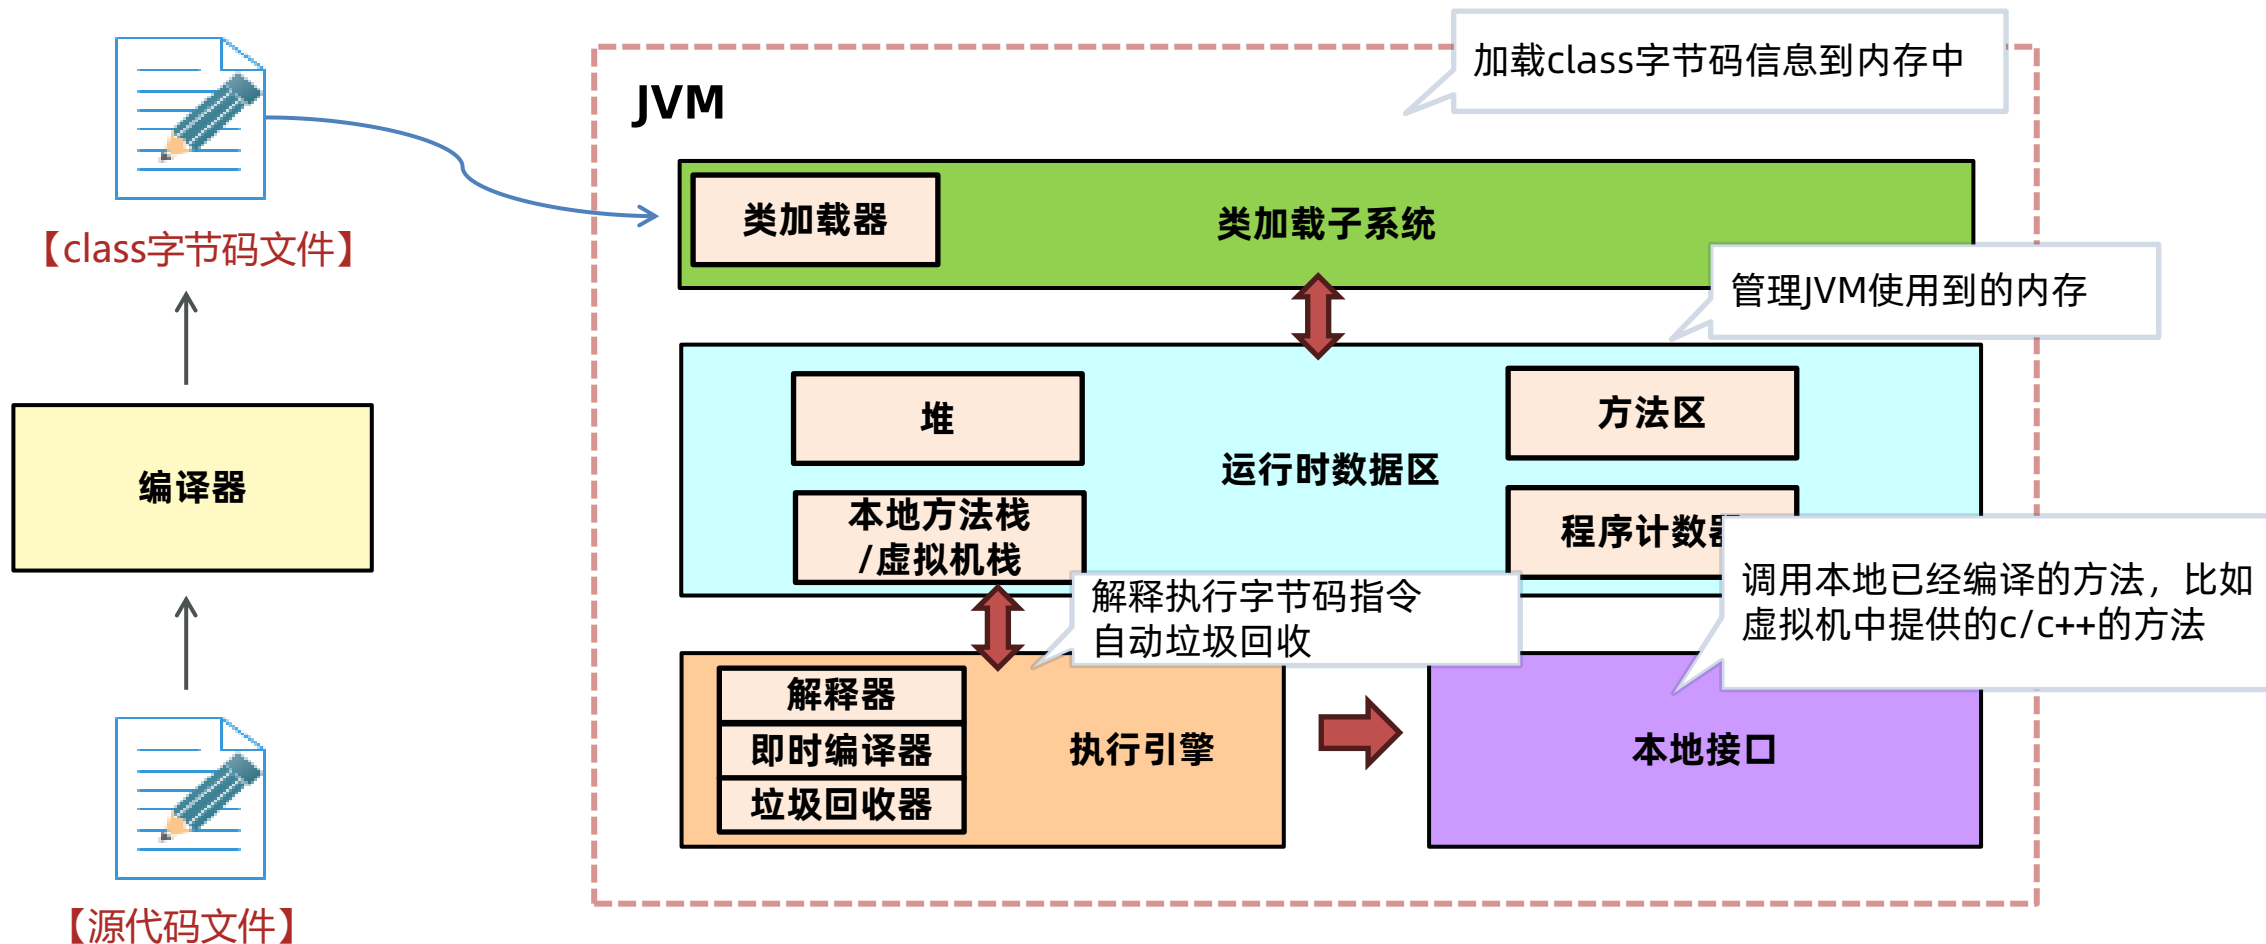 加载class字节码信息到内存中
JVM
类加载器
类加载子系统
【class字节码文件】
管理JVM使用到的内存
堆
方法区
运行时数据区
编译器
本地方法栜
/虚拟机栈
程序计数器
调用本地已经编译的方法，比如
虚拟机中提供的c/c++的方法
解释执行字节码指令
自动垃圾回收
解释器
即时编译器
垃圾回收器
执行引擎
本地接口
【源代码文件】